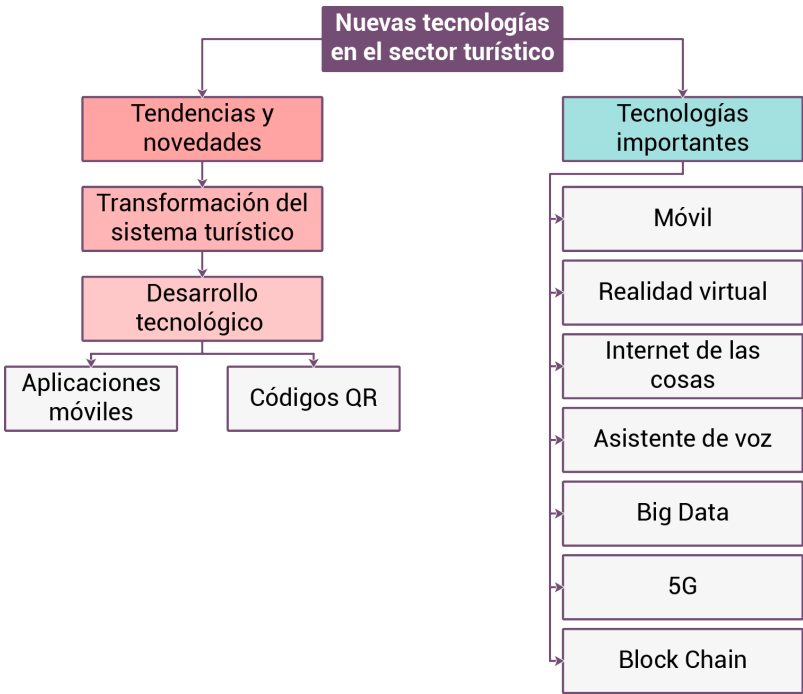 Nuevas tecnologías
en el sector turístico
Tendencias y
novedades
Transformación del
sistema turístico
Desarrollo
tecnológico
Aplicaciones
móviles
Códigos QR
Tecnologías
importantes
Móvil
Realidad virtual
Internet de las
cosas
Asistente de voz
Big Data
5G
Block Chain